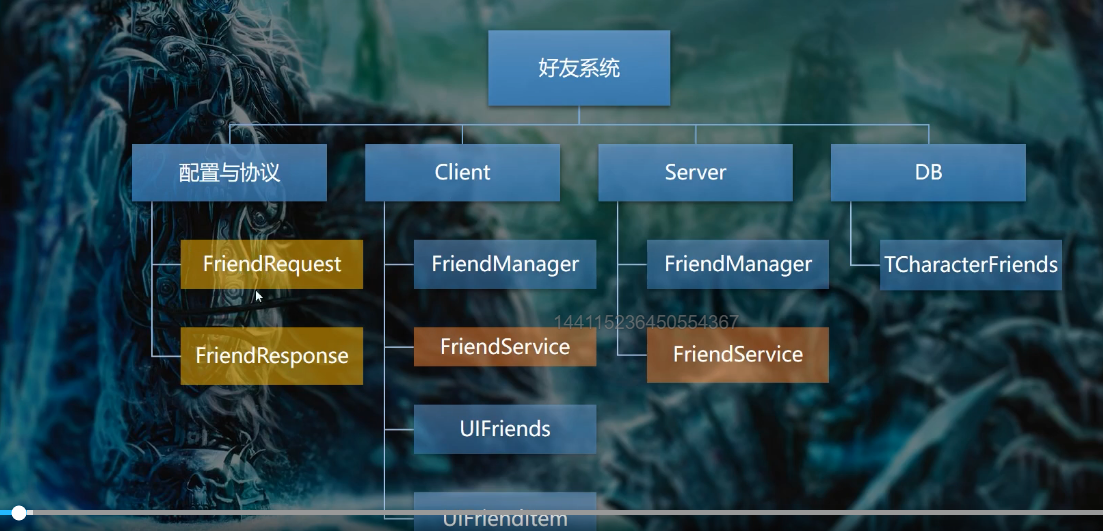 好友系统
配置与协议
Client
Server
DB
FriendRequest
FriendManager
FriendManager
TCharacterFriends
144115236450554367
FriendResponse
FriendService
FriendService
UIFriends
UIFriendItem